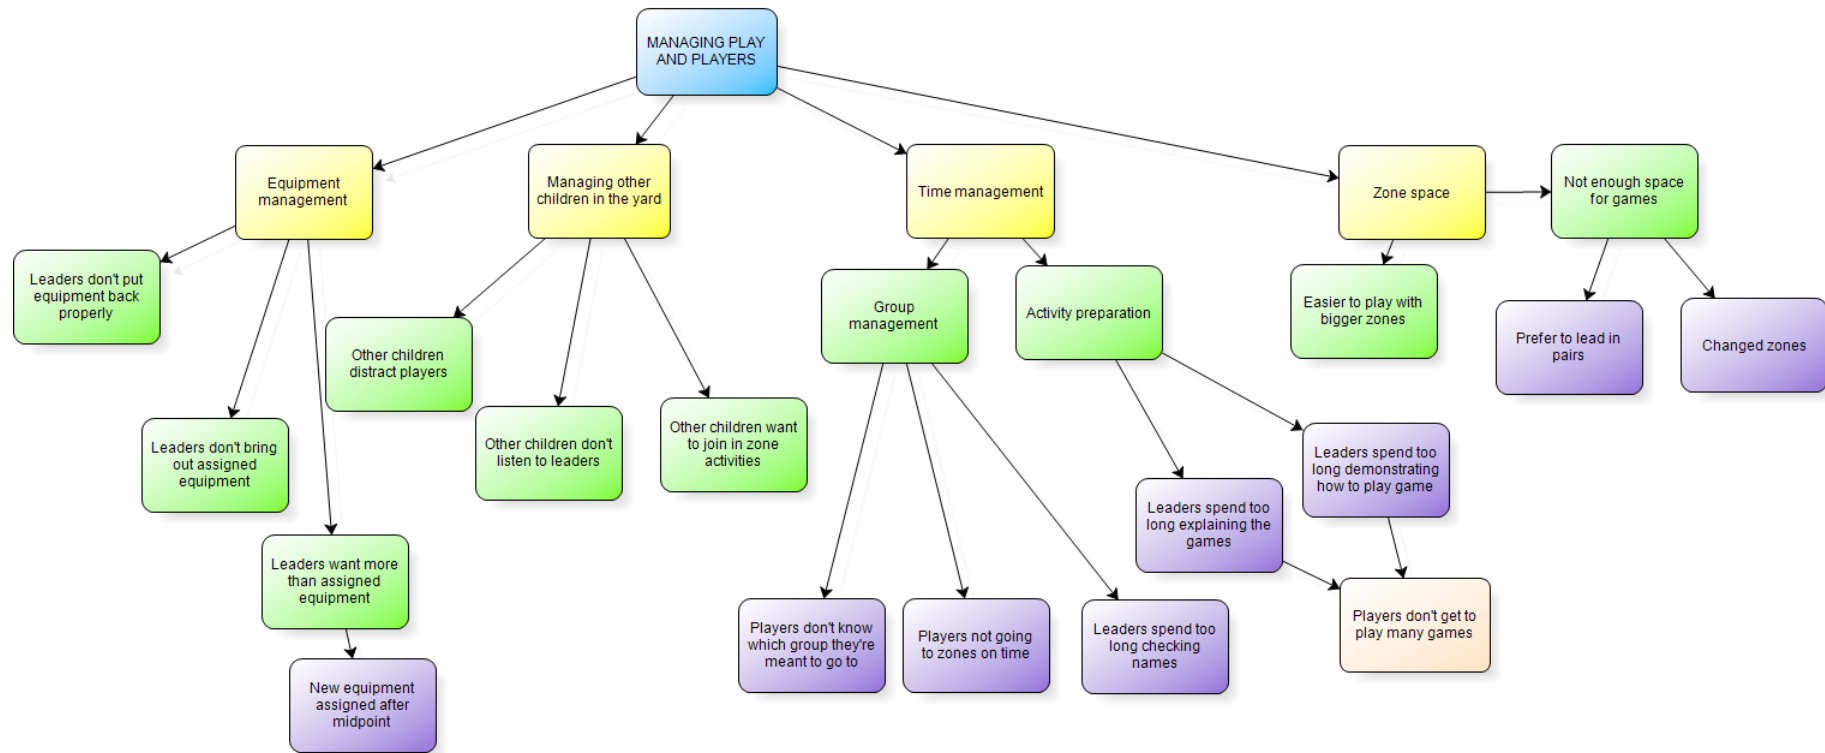 MANAGING PLAY
AND PLAYERS
Equipment
management
Managing other
children in the yard
Time management
Zone space
Not enough space
for games
Leaders don't put
equipment back
properly
Group
management
Activity preparation
Easier to play with
bigger zones
Prefer to lead in
pairs
Changed zones
Other children
distract players
Leaders don't bring
out assigned
equipment
Other children don't
listen to leaders
Other children want
to join in zone
activities
Leaders spend too
long demonstrating
how to play game
Leaders spend too
long explaining the
games
Leaders want more
than assigned
equipment
Players don't know
which group they're
meant to go to
Players not going
to zones on time
Leaders spend too
long checking
names
Players don't get to
play many games
New equipment
assigned after
midpoint